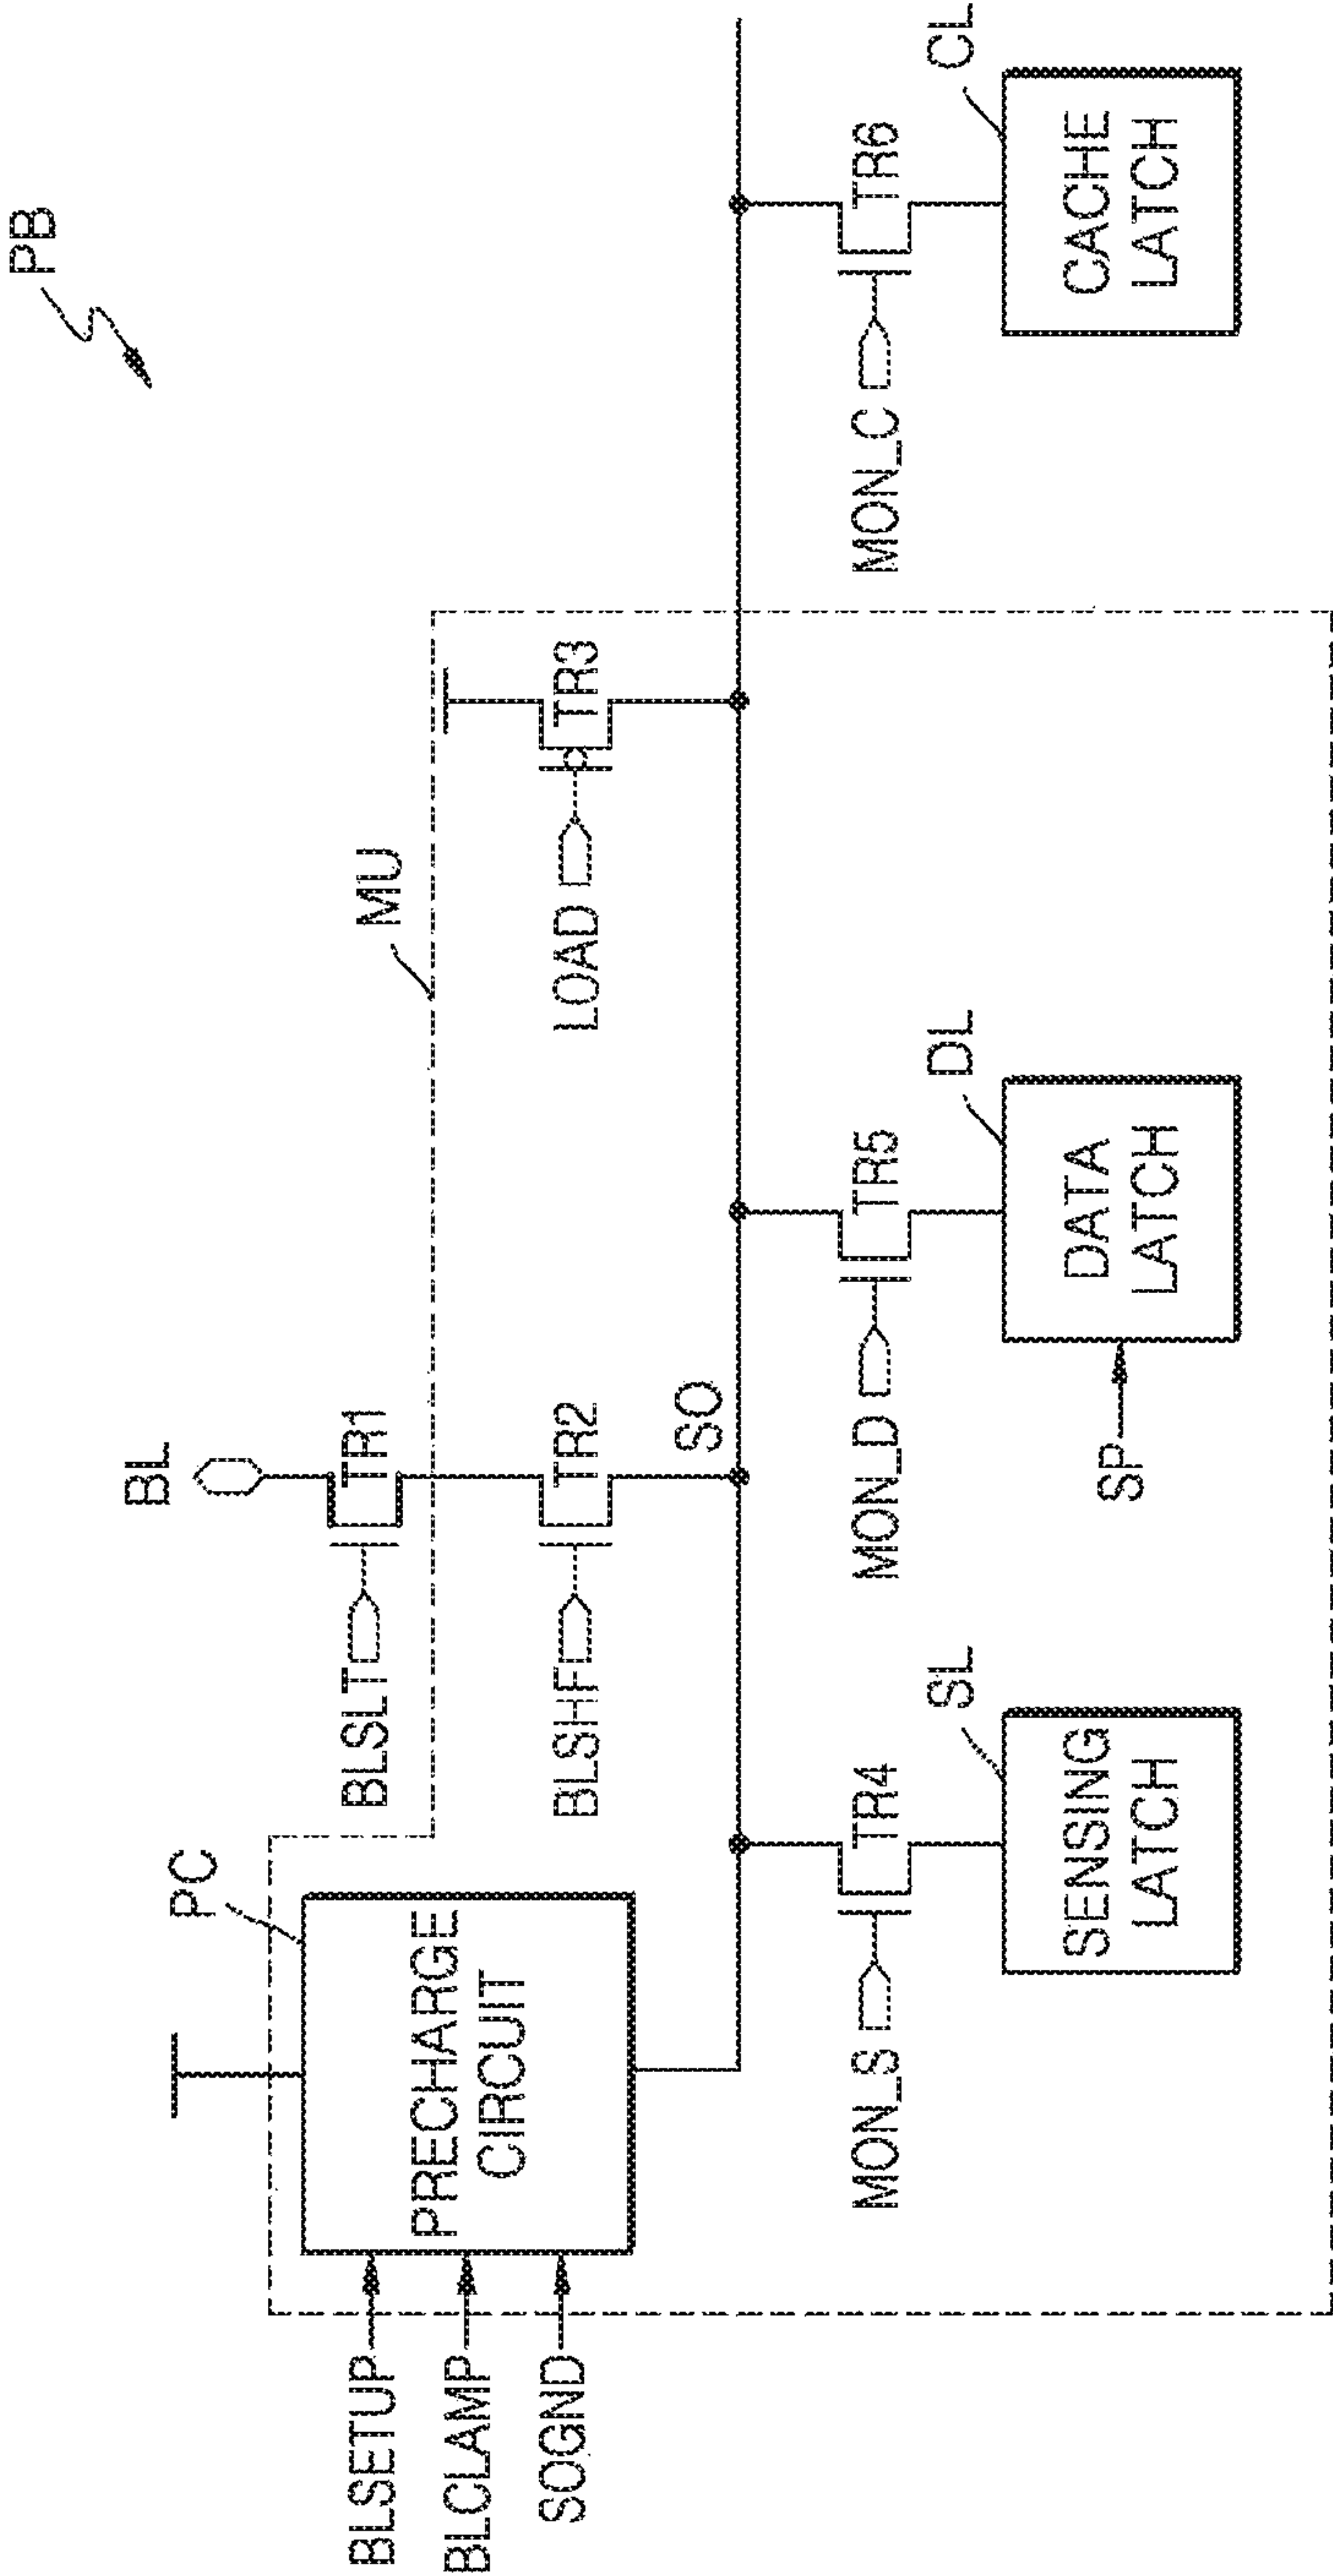 PB
BL
PC
MU
BLSLT
TR1
BLSETUP
BLCLAMP
SOGND
PRECHARGE
CIRCUIT
BLSHF
TR2
LOAD
TR3
SO
MON_S
TR4
MON_D
TR5
MON_C
TR6
SL
DL
CL
SENSING
LATCH
SP
DATA
LATCH
CACHE
LATCH